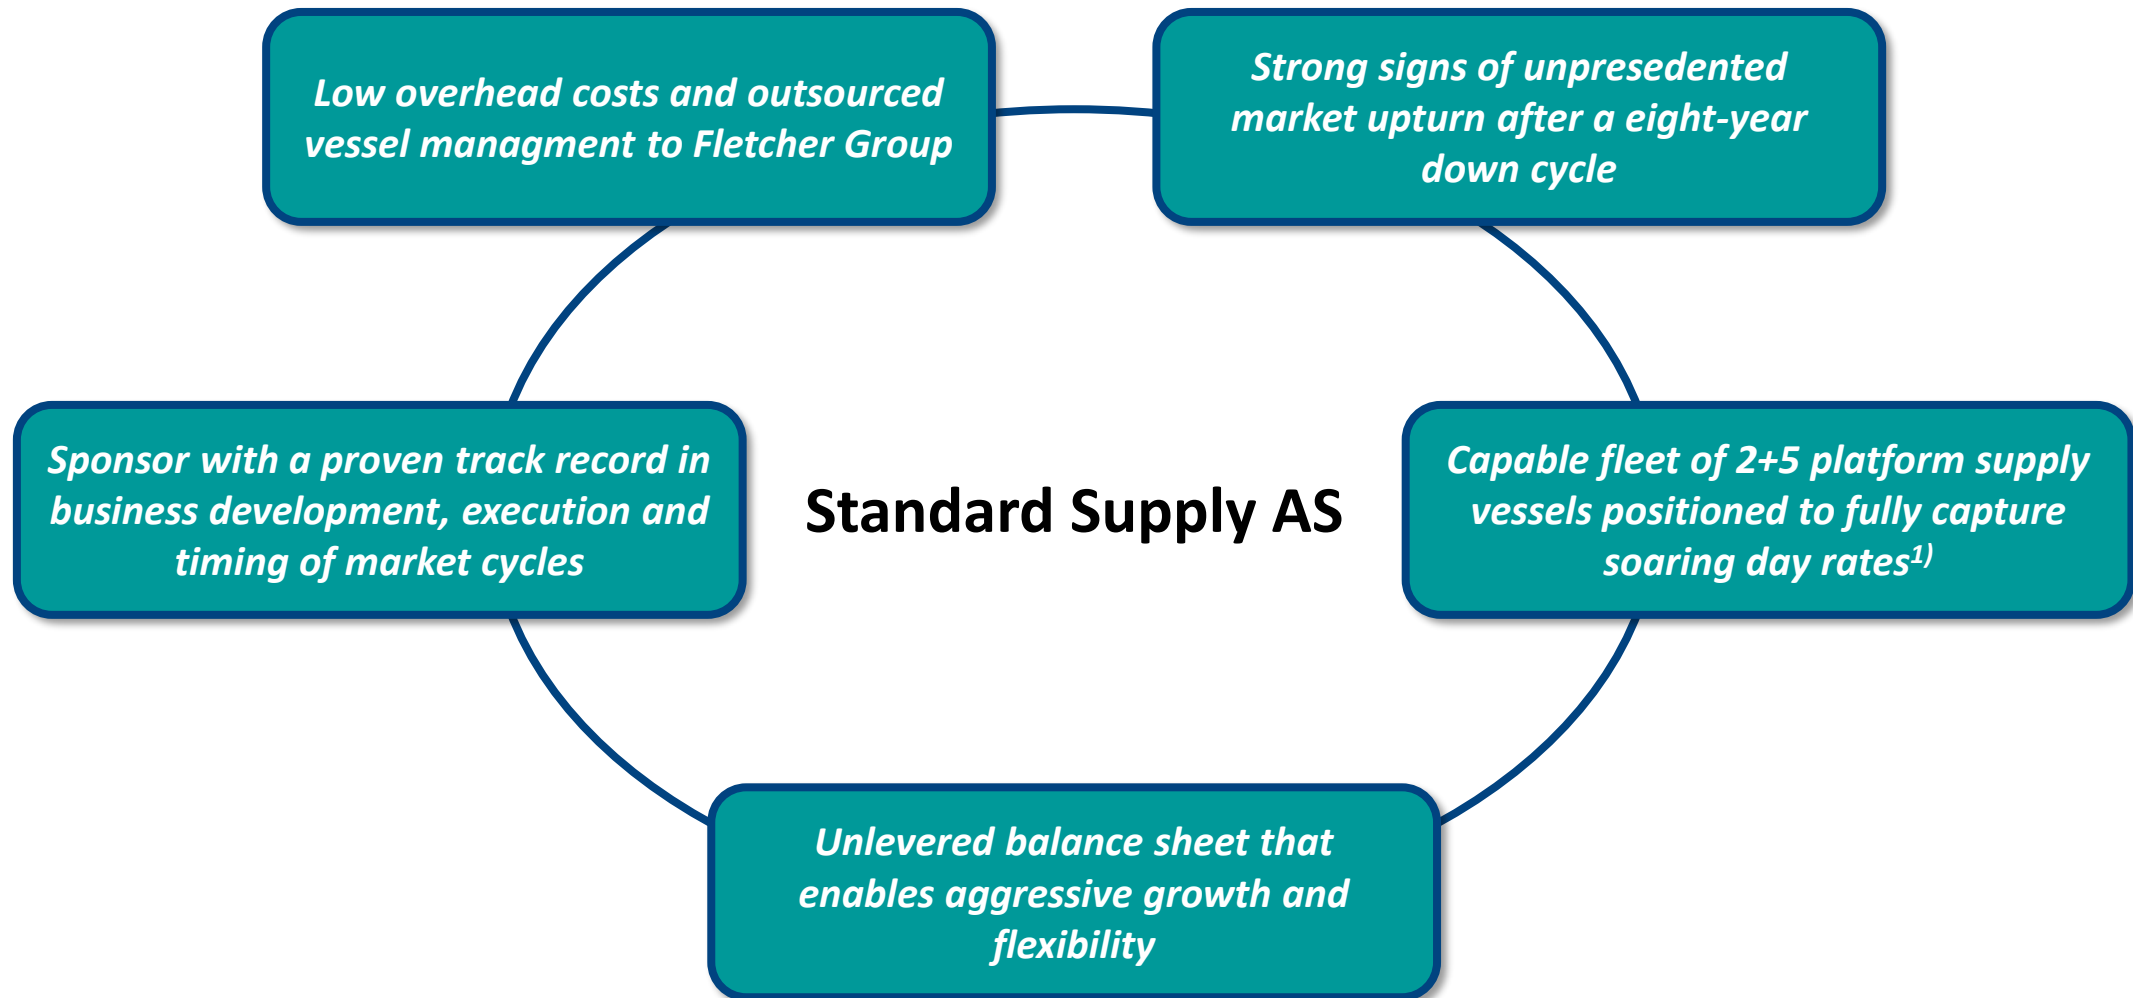 Low overhead costs and outsourced
vessel managment to Fletcher Group
Strong signs of unpresedented
market upturn after a eight-year
down cycle
Sponsor with a proven track record in
business development, execution and
timing of market cycles
Standard Supply AS
Capable fleet of 2+5 platform supply
vessels positioned to fully capture
soaring day rates1)
Unlevered balance sheet that
enables aggressive growth and
flexibility